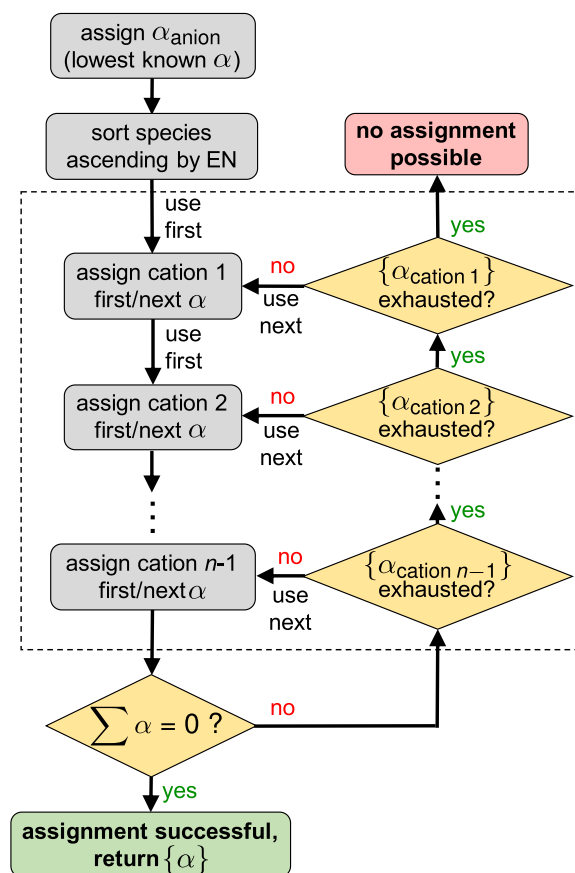 assign α_anion
(lowest known α)
sort species
ascending by EN
no assignment
possible
use
first
yes
assign cation 1
first/next α
no
use
next
{α_cation 1}
exhausted?
use
first
yes
assign cation 2
first/next α
no
use
next
{α_cation 2}
exhausted?
yes
assign cation n-1
first/next α
no
use
next
{α_cation n−1}
exhausted?
∑ α = 0 ?
no
yes
assignment successful,
return {α}